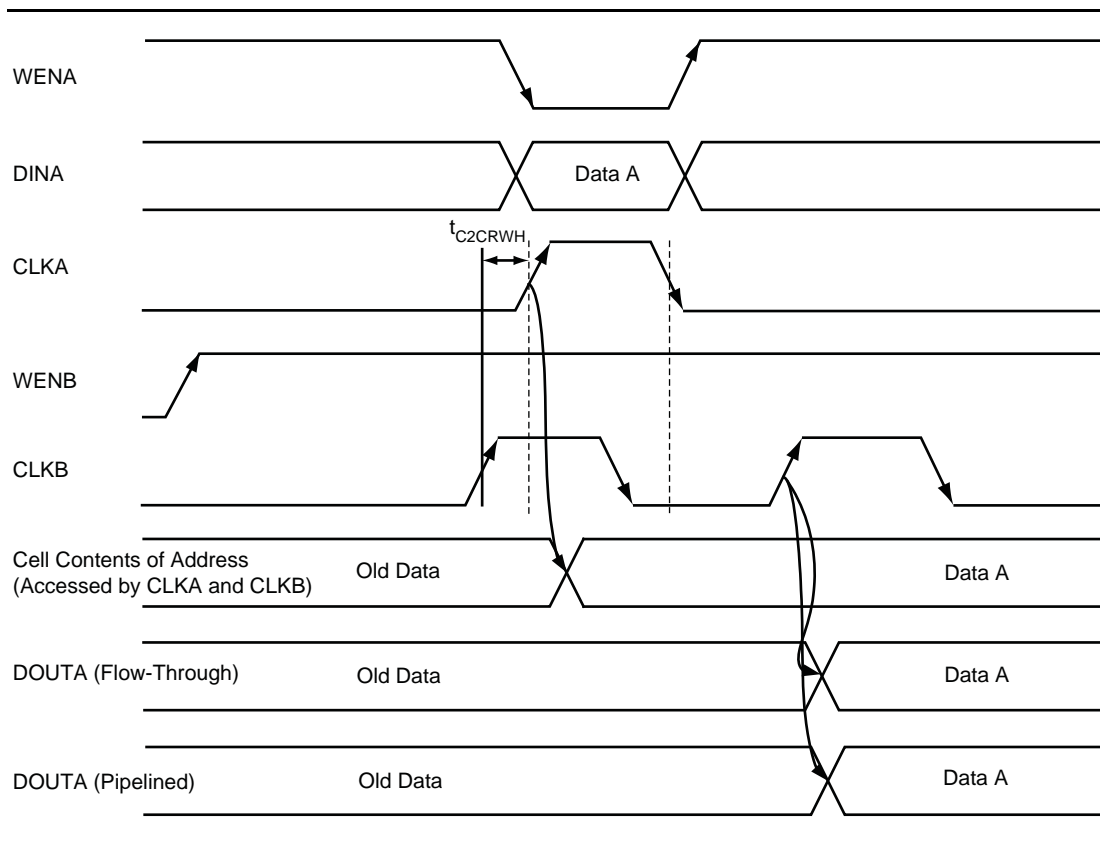 WENA
DINA
Data A
tC2CRWH
CLKA
WENB
CLKB
Cell Contents of Address
(Accessed by CLKA and CLKB)
Old Data
Data A
DOUTA (Flow-Through)
Old Data
Data A
DOUTA (Pipelined)
Old Data
Data A